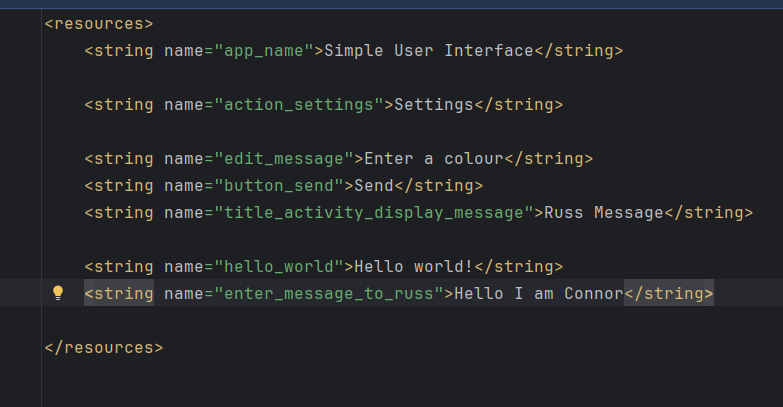 <resources>
<string name="app_name">Simple User Interface</string>
<string name="action_settings">Settings</string>
<string name="edit_message">Enter a colour</string>
<string name="button_send">Send</string>
<string name="title_activity_display_message">Russ Message</string>
<string name="hello_world">Hello world!</string>
<string name="enter_message_to_russ">Hello I am Connor</string>
</resources>